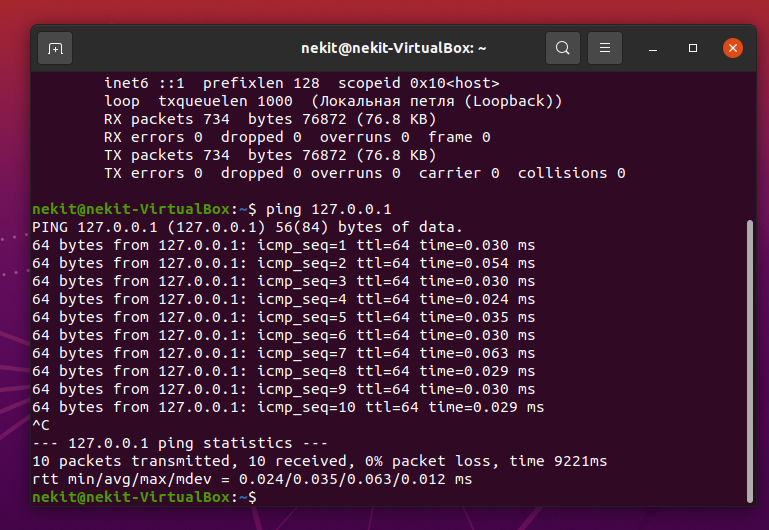 nekit@nekit-VirtualBox: ~
inet6 ::1  prefixlen 128  scopeid 0x10<host>
loop  txqueuelen 1000  (Локальная петля (Loopback))
RX packets 734  bytes 76872 (76.8 KB)
RX errors 0  dropped 0  overruns 0  frame 0
TX packets 734  bytes 76872 (76.8 KB)
TX errors 0  dropped 0 overruns 0  carrier 0  collisions 0
nekit@nekit-VirtualBox:~$ ping 127.0.0.1
PING 127.0.0.1 (127.0.0.1) 56(84) bytes of data.
64 bytes from 127.0.0.1: icmp_seq=1 ttl=64 time=0.030 ms
64 bytes from 127.0.0.1: icmp_seq=2 ttl=64 time=0.054 ms
64 bytes from 127.0.0.1: icmp_seq=3 ttl=64 time=0.030 ms
64 bytes from 127.0.0.1: icmp_seq=4 ttl=64 time=0.024 ms
64 bytes from 127.0.0.1: icmp_seq=5 ttl=64 time=0.035 ms
64 bytes from 127.0.0.1: icmp_seq=6 ttl=64 time=0.030 ms
64 bytes from 127.0.0.1: icmp_seq=7 ttl=64 time=0.063 ms
64 bytes from 127.0.0.1: icmp_seq=8 ttl=64 time=0.029 ms
64 bytes from 127.0.0.1: icmp_seq=9 ttl=64 time=0.030 ms
64 bytes from 127.0.0.1: icmp_seq=10 ttl=64 time=0.029 ms
^C
--- 127.0.0.1 ping statistics ---
10 packets transmitted, 10 received, 0% packet loss, time 9221ms
rtt min/avg/max/mdev = 0.024/0.035/0.063/0.012 ms
nekit@nekit-VirtualBox:~$